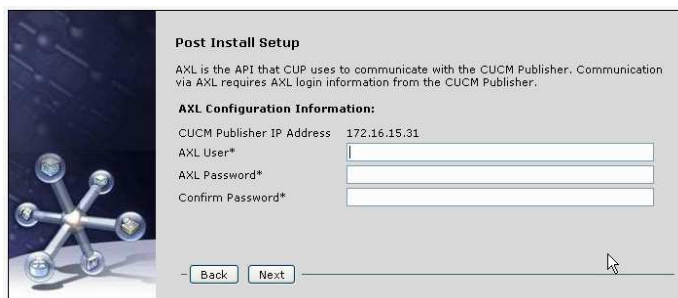 Post Install Setup
AXL is the API that CUP uses to communicate with the CUCM Publisher. Communication
via AXL requires AXL login information from the CUCM Publisher.
AXL Configuration Information:
CUCM Publisher IP Address 172.16.15.31
AXL User*
AXL Password*
Confirm Password*
Back Next